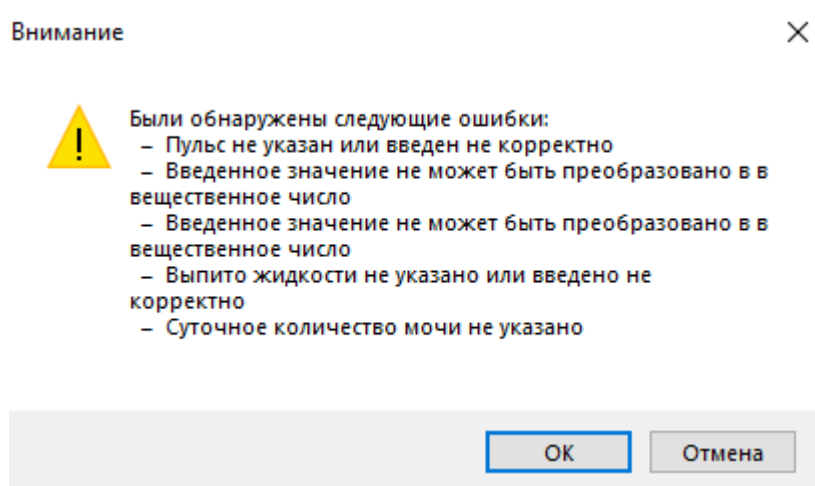 Внимание
Были обнаружены следующие ошибки:
– Пульс не указан или введен не корректно
– Введенное значение не может быть преобразовано в в
вещественное число
– Введенное значение не может быть преобразовано в в
вещественное число
– Выпито жидкости не указано или введено не
корректно
– Суточное количество мочи не указано
ОК
Отмена